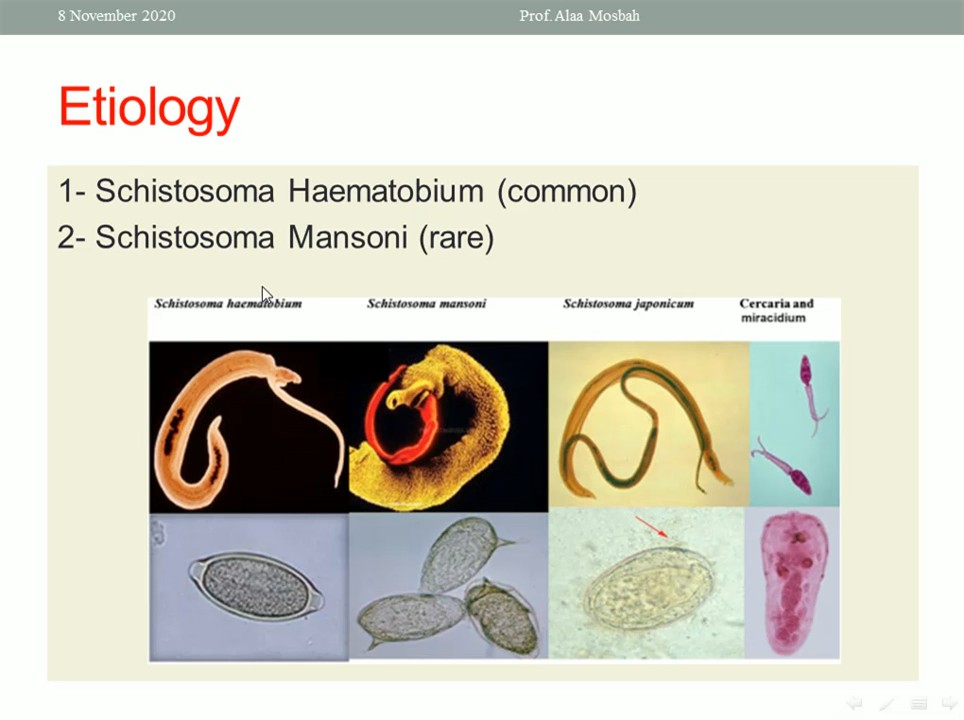 8 November 2020
Prof. Alaa Mosbah
Etiology
1- Schistosoma Haematobium (common)
2- Schistosoma Mansoni (rare)
Schistosoma haematobium
Schistosoma mansoni
Schistosoma japonicum
Cercaria and
miracidium